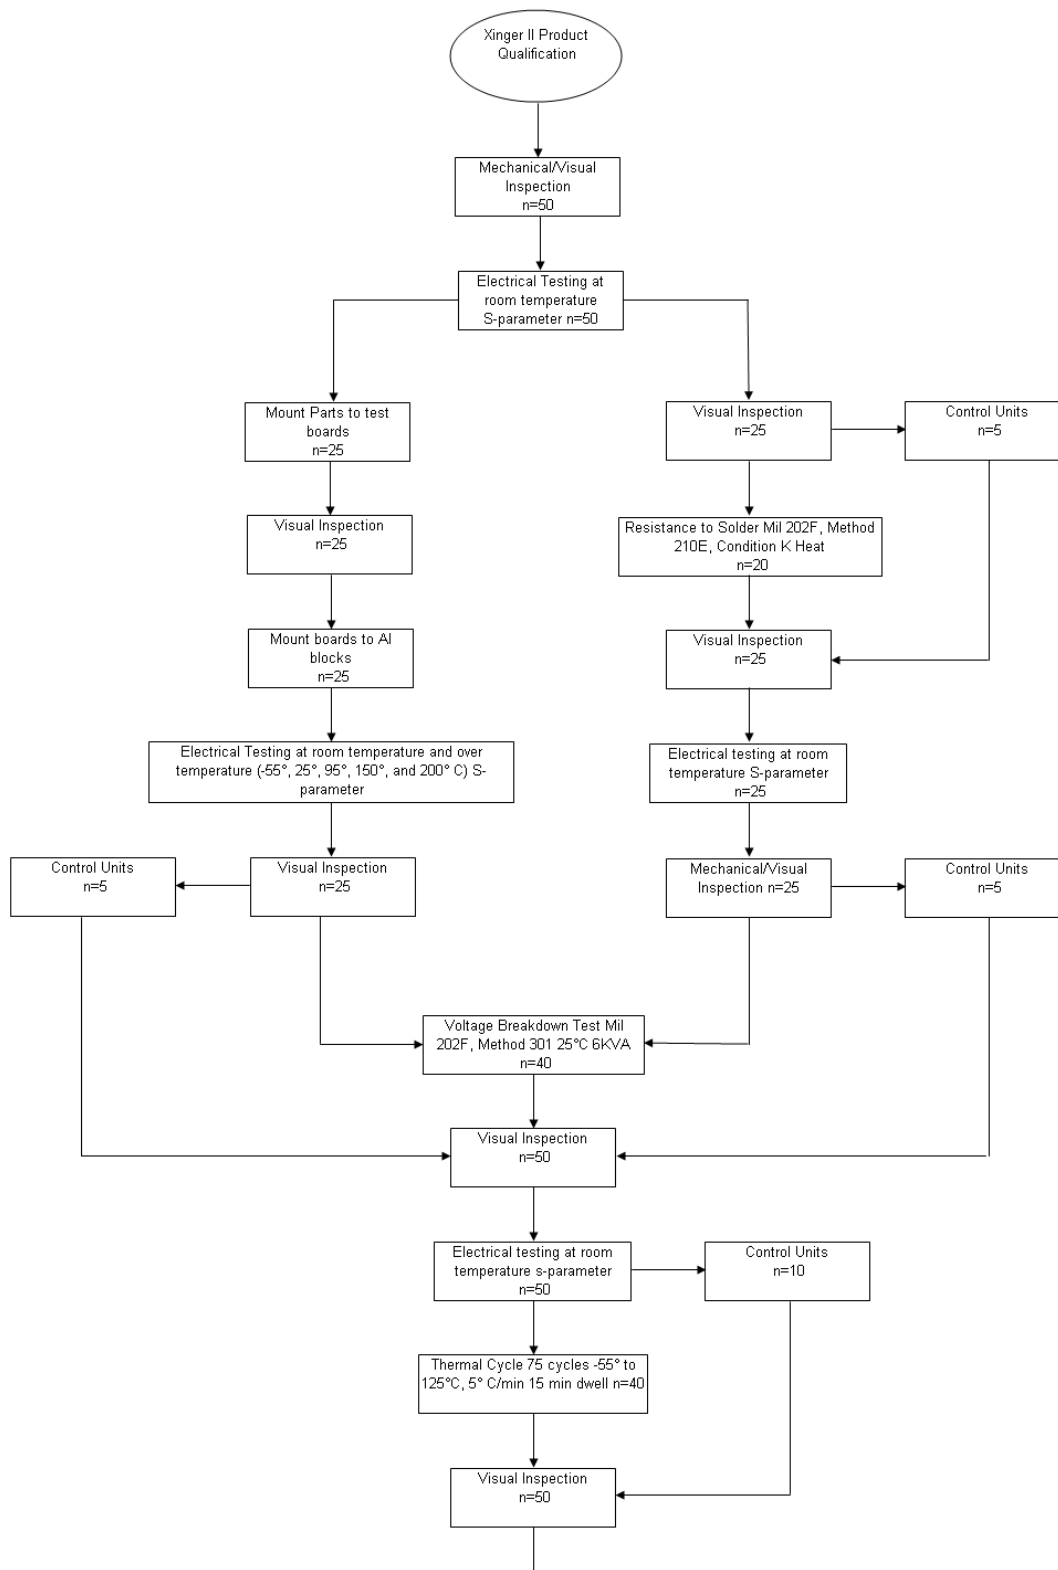 Xinger II Product
Qualification
Mechanical/Visual
Inspection
n=50
Electrical Testing at
room temperature
S-parameter n=50
Mount Parts to test
boards
n=25
Visual Inspection
n=25
Control Units
n=5
Visual Inspection
n=25
Resistance to Solder Mil 202F, Method
210E, Condition K Heat
n=20
Mount boards to Al
blocks
n=25
Visual Inspection
n=25
Electrical Testing at room temperature and over
temperature (-55°, 25°, 95°, 150°, and 200° C) S-
parameter
Electrical testing at room
temperature S-parameter
n=25
Control Units
n=5
Visual Inspection
n=25
Mechanical/Visual
Inspection n=25
Control Units
n=5
Voltage Breakdown Test Mil
202F, Method 301 25°C 6KVA
n=40
Visual Inspection
n=50
Electrical testing at room
temperature s-parameter
n=50
Control Units
n=10
Thermal Cycle 75 cycles -55° to
125°C, 5° C/min 15 min dwell n=40
Visual Inspection
n=50